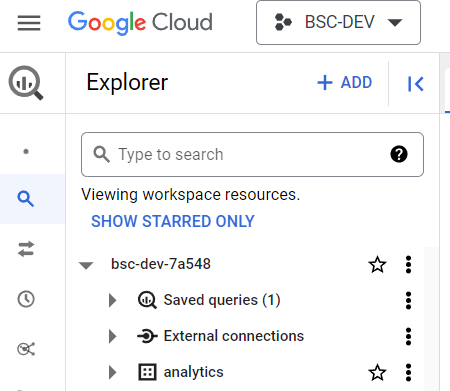 Google Cloud
BSC-DEV
Explorer
+ ADD
Type to search
Viewing workspace resources.
SHOW STARRED ONLY
bsc-dev-7a548
Saved queries (1)
External connections
analytics